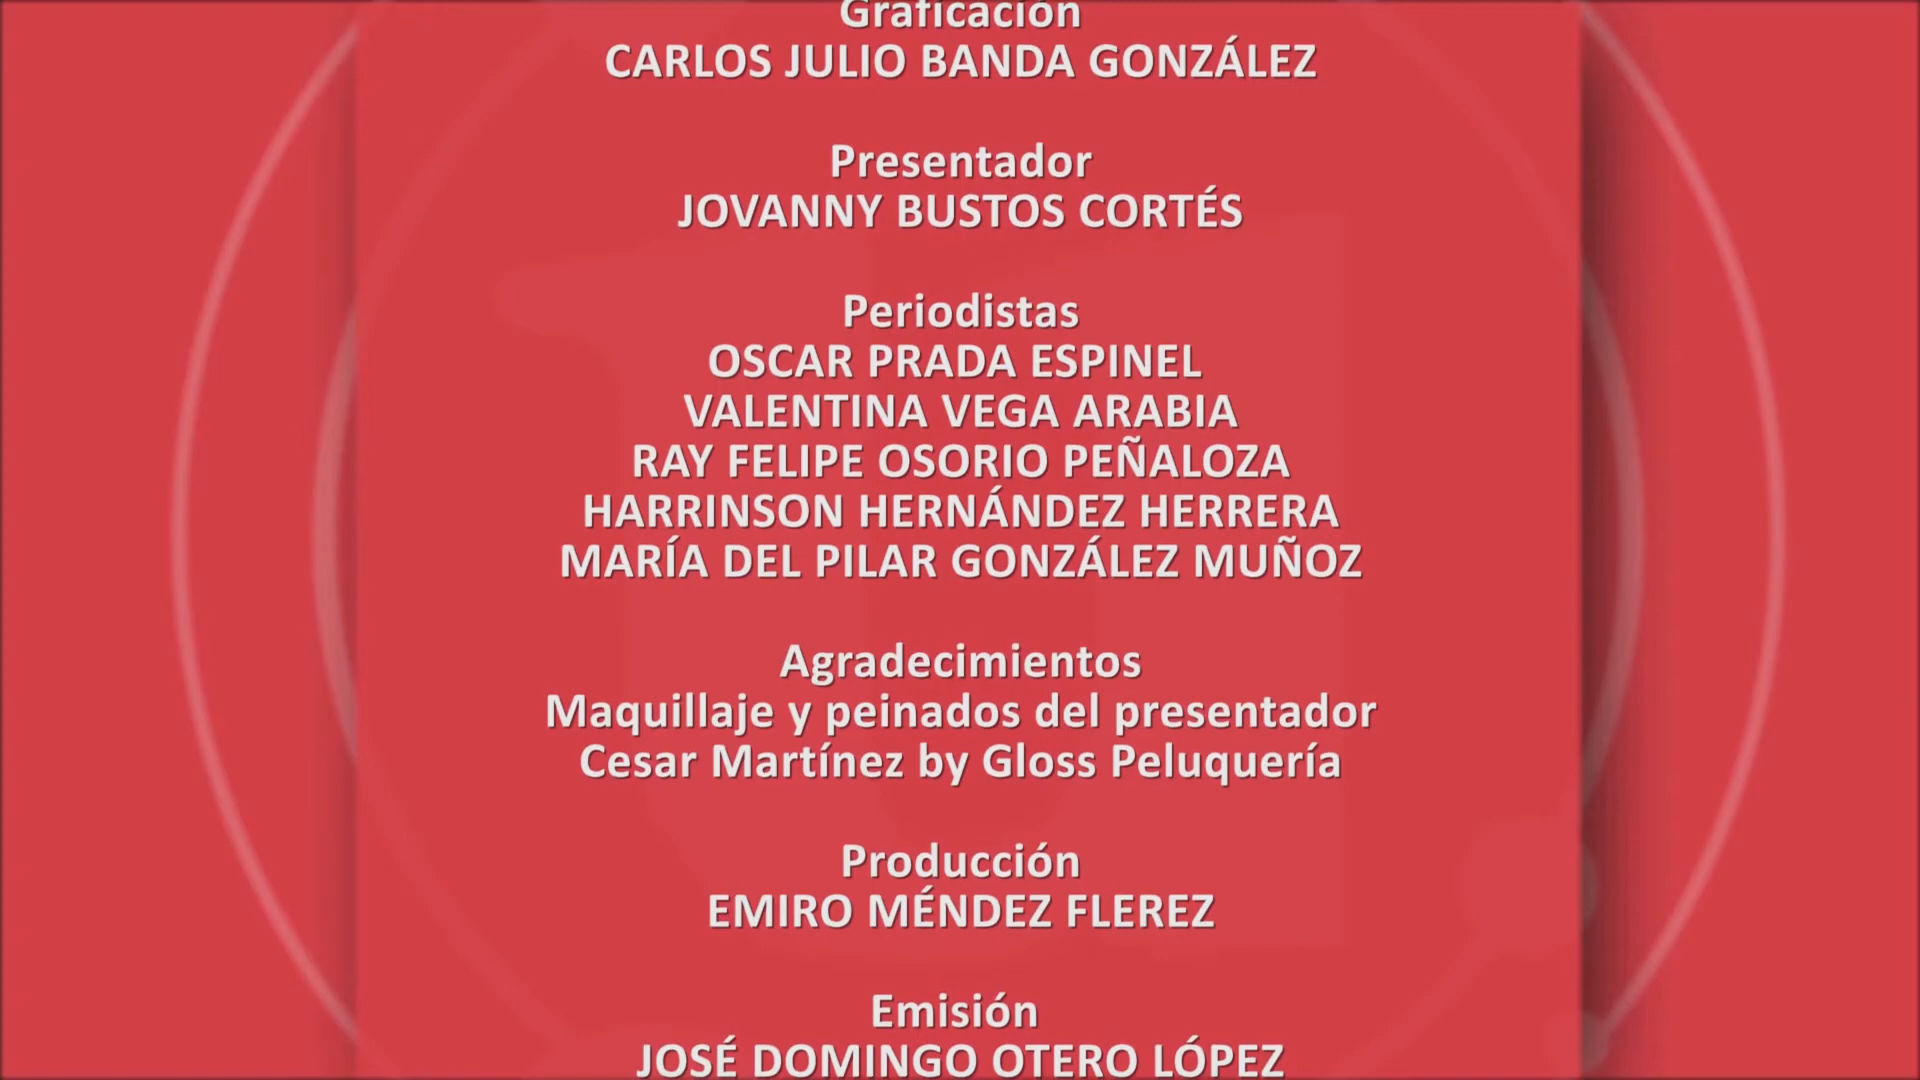 Graficación
CARLOS JULIO BANDA GONZÁLEZ
Presentador
JOVANNY BUSTOS CORTÉS
Periodistas
OSCAR PRADA ESPINEL
VALENTINA VEGA ARABIA
RAY FELIPE OSORIO PEÑALOZA
HARRINSON HERNÁNDEZ HERRERA
MARÍA DEL PILAR GONZÁLEZ MUÑOZ
Agradecimientos
Maquillaje y peinados del presentador
Cesar Martínez by Gloss Peluquería
Producción
EMIRO MÉNDEZ FLEREZ
Emisión
JOSÉ DOMINGO OTERO LÓPEZ